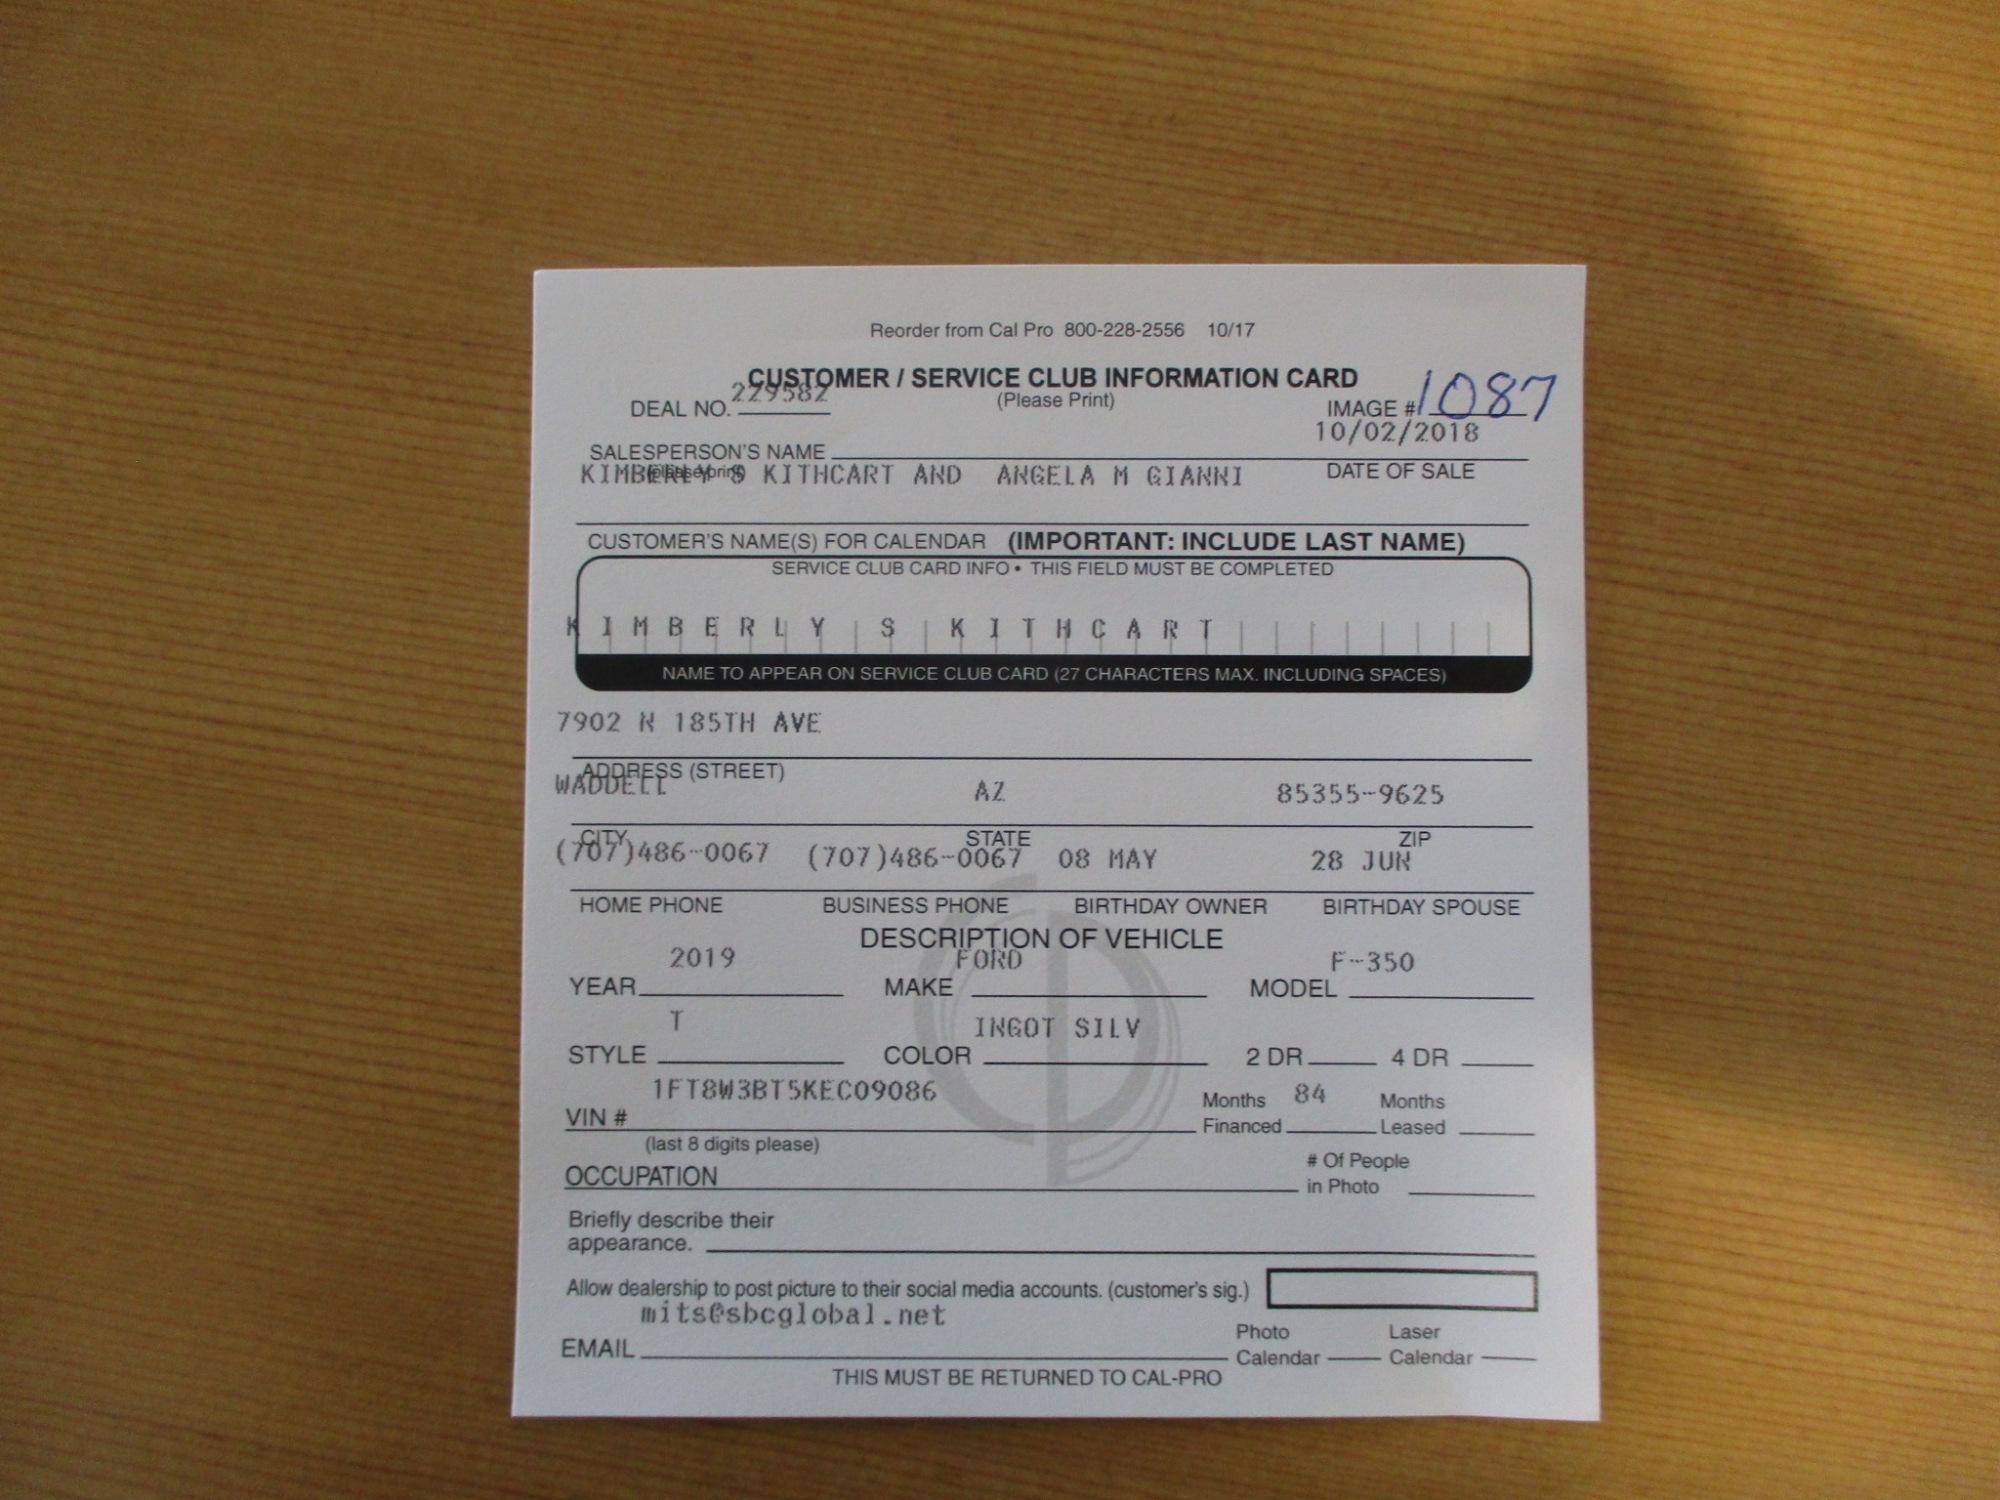 Reorder from Cal Pro 800-228-2556 10/17
CUSTOMER / SERVICE CLUB INFORMATION CARD
(Please Print)
DEAL NO. 229582
IMAGE # 1087
10/02/2018
SALESPERSON'S NAME
(please print)
DATE OF SALE
KIMBERLY S KITHCART AND ANGELA M GIANNI
CUSTOMER'S NAME(S) FOR CALENDAR (IMPORTANT: INCLUDE LAST NAME)
SERVICE CLUB CARD INFO • THIS FIELD MUST BE COMPLETED
KIMBERLY S KITHCART
NAME TO APPEAR ON SERVICE CLUB CARD (27 CHARACTERS MAX. INCLUDING SPACES)
7902 N 185TH AVE
ADDRESS (STREET)
WADDELL AZ 85355-9625
CITY STATE ZIP
(707)486-0067 (707)486-0067 08 MAY 28 JUN
HOME PHONE BUSINESS PHONE BIRTHDAY OWNER BIRTHDAY SPOUSE
DESCRIPTION OF VEHICLE
2019 FORD F-350
YEAR MAKE MODEL
T INGOT SILV
STYLE COLOR 2 DR 4 DR
1FT8W3BT5KEC09086
VIN #
(last 8 digits please)
Months Financed 84 Months Leased
OCCUPATION
# Of People in Photo
Briefly describe their
appearance.
Allow dealership to post picture to their social media accounts. (customer's sig.)
mits@sbcglobal.net
EMAIL
Photo Calendar Laser Calendar
THIS MUST BE RETURNED TO CAL-PRO